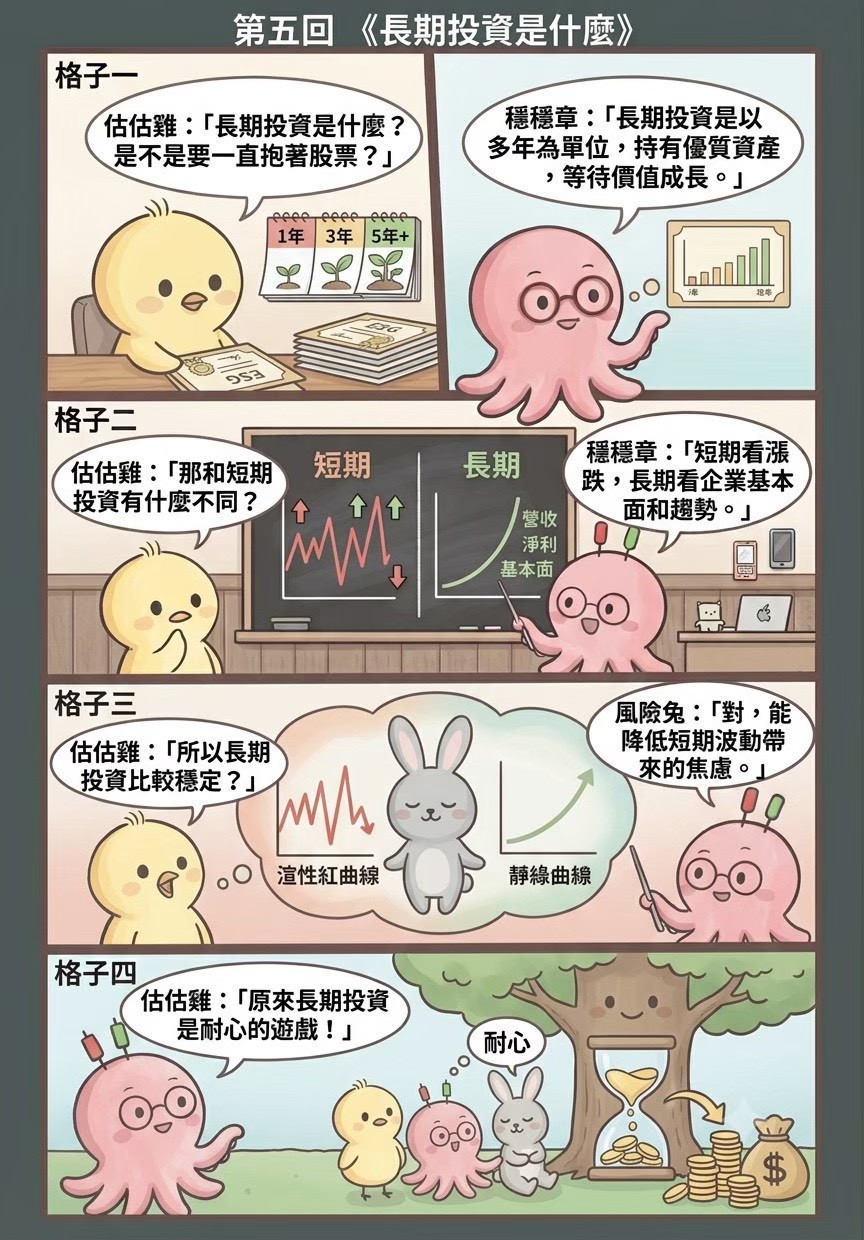 第五回 《長期投資是什麼》
格子一
估估雞：「長期投資是什麼？
是不是要一直抱著股票？」
1年 3年 5年+
ESG
ESG
穩穩章：「長期投資是以
多年為單位，持有優質資產
，等待價值成長。」
格子二
估估雞：「那和短期
投資有什麼不同？
短期
長期
營收
淨利
基本面
穩穩章：「短期看漲
跌，長期看企業基本
面和趨勢。」
格子三
估估雞：「所以長期
投資比較穩定？」
渲性紅曲線
靜綠曲線
風險兔：「對，能
降低短期波動帶
來的焦慮。」
格子四
估估雞：「原來長期投資
是耐心的遊戲！」
耐心
$